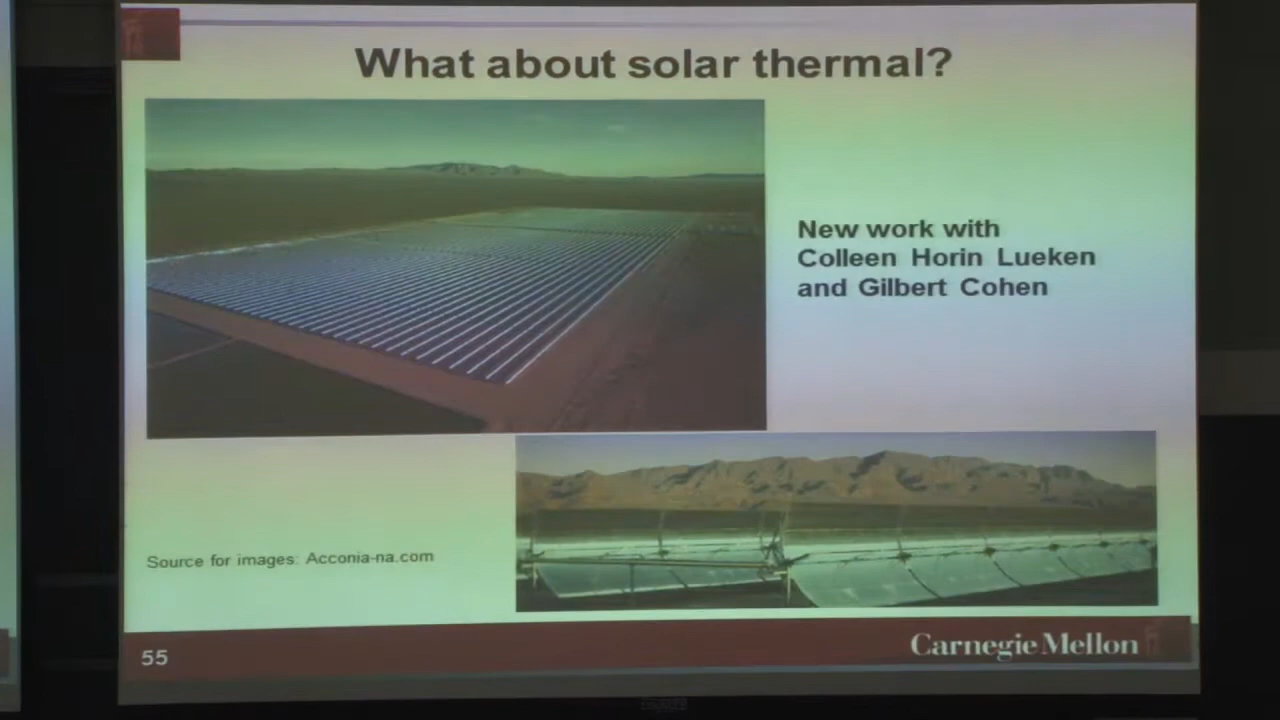 What about solar thermal?
New work with
Colleen Horin Lueken
and Gilbert Cohen
Source for images: Acconia-na.com
55
Carnegie Mellon